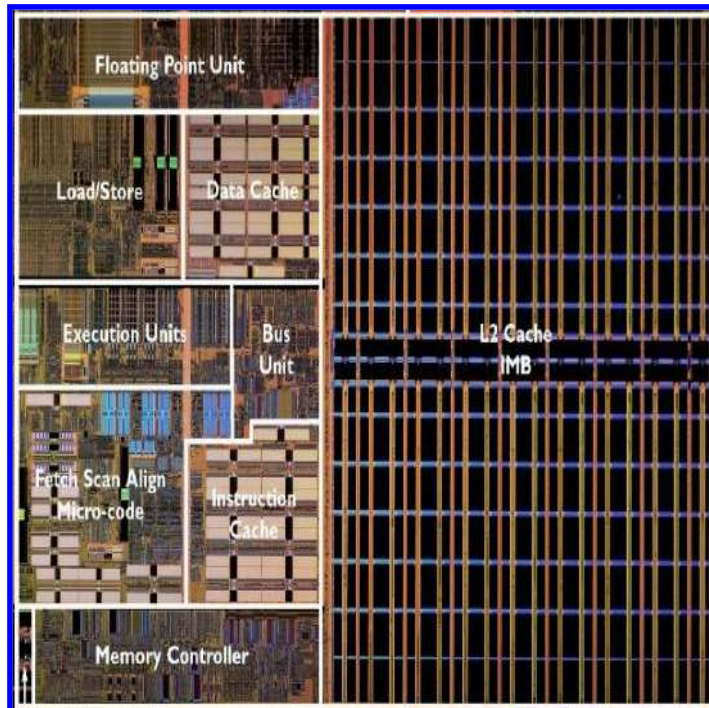 Floating Point Unit
Load/Store
Data Cache
Execution Units
Bus
Unit
L2 Cache
IMB
Fetch Scan Align
Micro-code
Instruction
Cache
Memory Controller